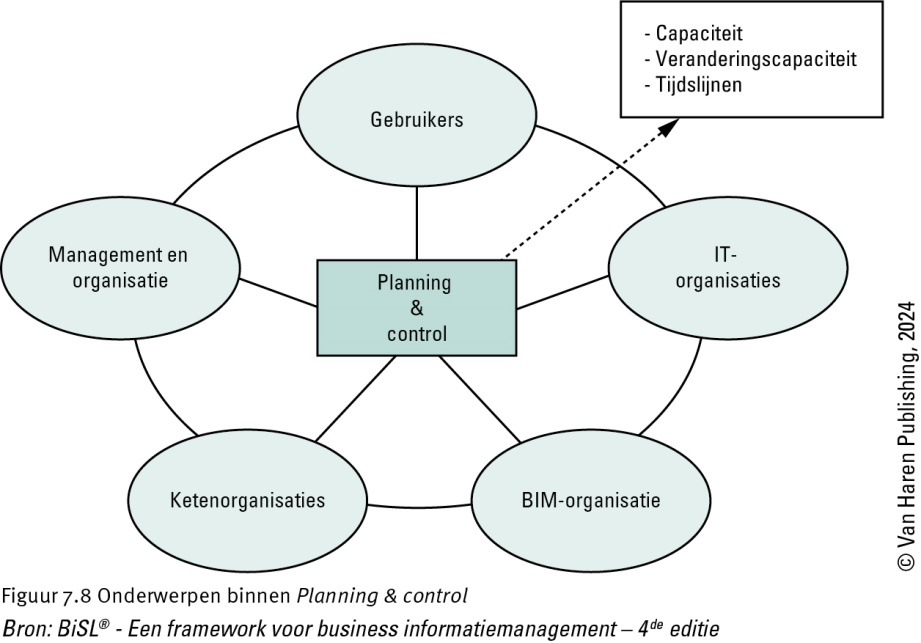 - Capaciteit
- Veranderingscapaciteit
- Tijdslijnen
Gebruikers
Management en
organisatie
IT-
organisaties
Planning
&
control
Ketenorganisaties
BIM-organisatie
© Van Haren Publishing, 2024
Figuur 7.8 Onderwerpen binnen Planning & control
Bron: BiSL® - Een framework voor business informatiemanagement – 4de editie